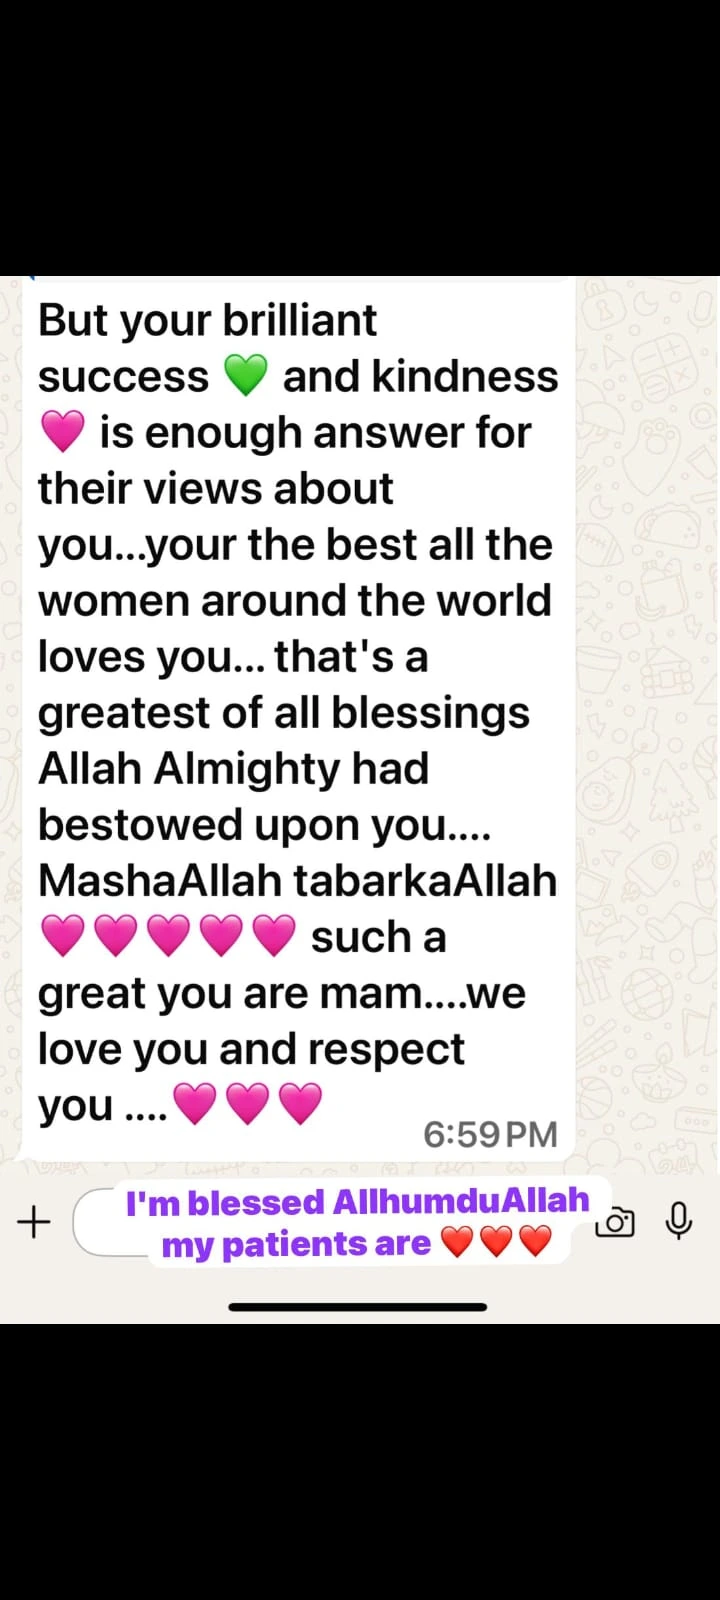 But your brilliant
success 💚 and kindness
🩷 is enough answer for
their views about
you...your the best all the
women around the world
loves you... that's a
greatest of all blessings
Allah Almighty had
bestowed upon you....
MashaAllah tabarkaAllah
🩷🩷🩷🩷🩷 such a
great you are mam....we
love you and respect
you ....🩷🩷🩷
6:59 PM
I'm blessed AllhumduAllah
my patients are ❤️❤️❤️